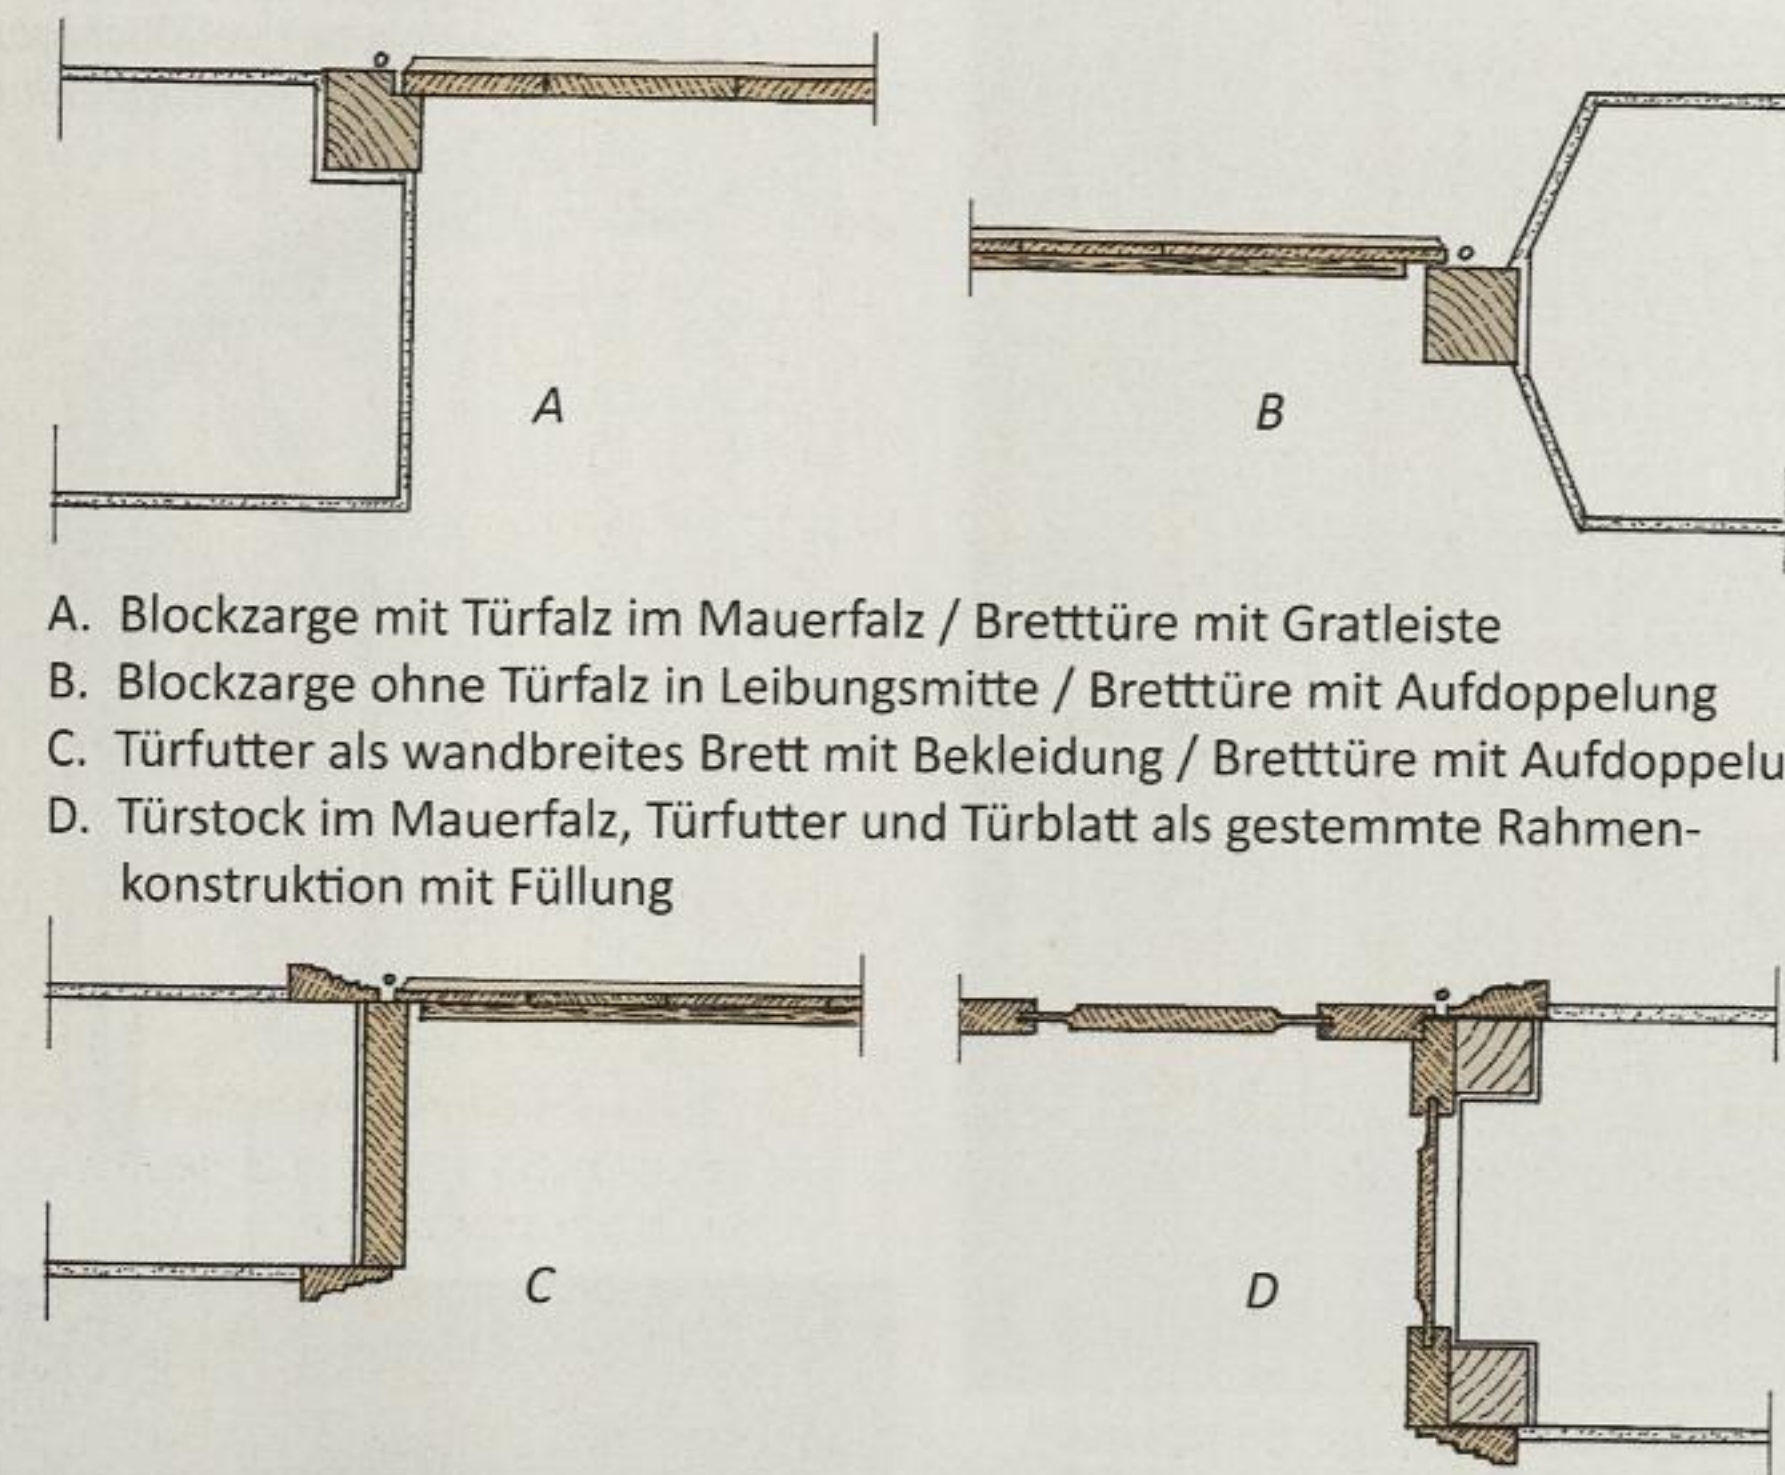 A
B
A. Blockzarge mit Türfalz im Mauerfalz / Bretttüre mit Gratleiste
B. Blockzarge ohne Türfalz in Leibungsmitte / Bretttüre mit Aufdoppelung
C. Türfutter als wandbreites Brett mit Bekleidung / Bretttüre mit Aufdoppelu
D. Türstock im Mauerfalz, Türfutter und Türblatt als gestemmte Rahmen-
konstruktion mit Füllung
C
D